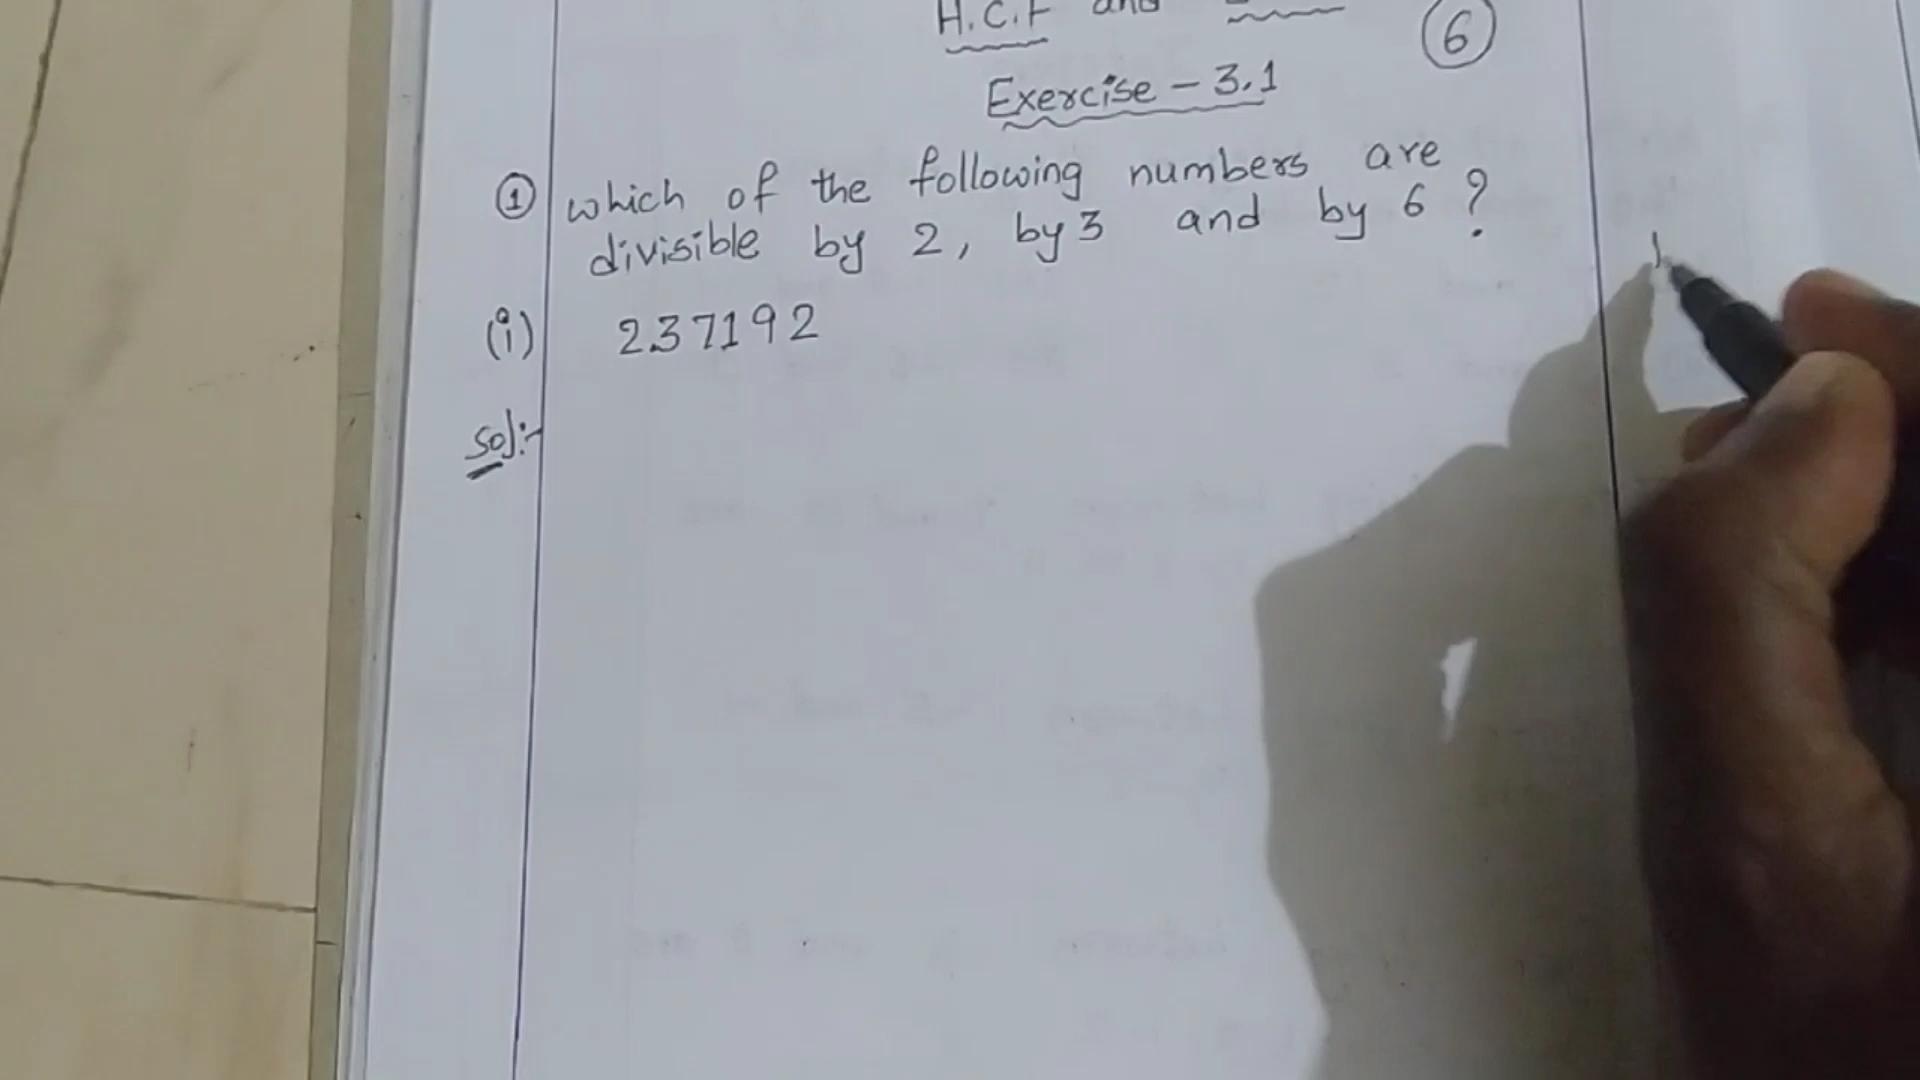 H.C.F and
6
Exercise - 3.1
① which of the following numbers are
divisible by 2, by 3 and by 6 ?
(i) 237192
Sol:-